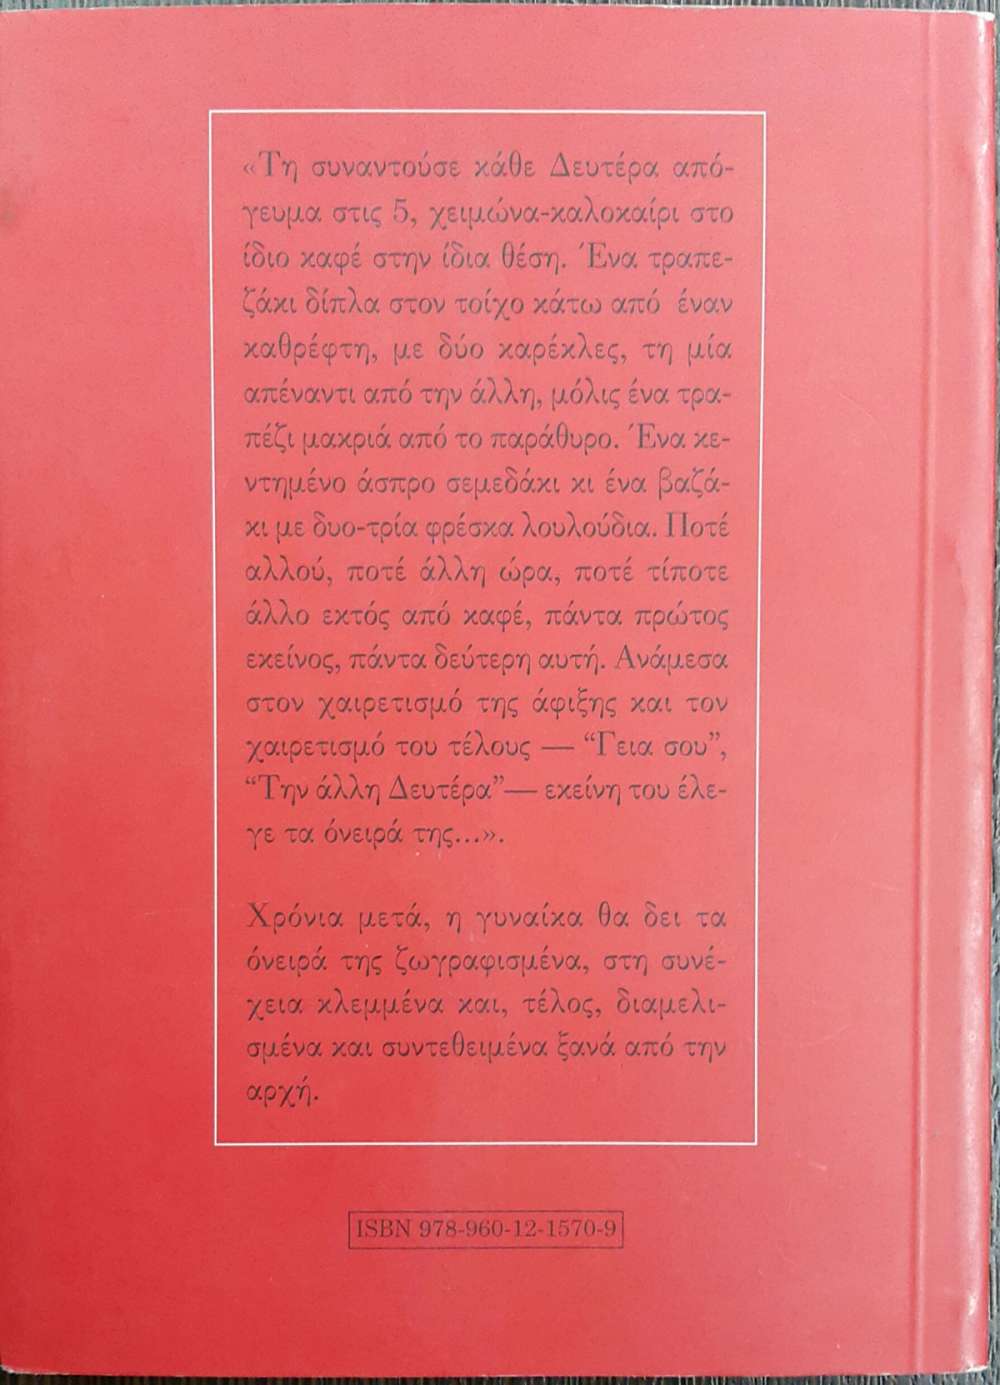 «Τη συναντούσε κάθε Δευτέρα από-
γευμα στις 5, χειμώνα-καλοκαίρι στο
ίδιο καφέ στην ίδια θέση. Ένα τραπε-
ζάκι δίπλα στον τοίχο κάτω από έναν
καθρέφτη, με δύο καρέκλες, τη μία
απέναντι από την άλλη, μόλις ένα τρα-
πέζι μακριά από το παράθυρο. Ένα κε-
ντημένο άσπρο σεμεδάκι κι ένα βαζά-
κι με δυο-τρία φρέσκα λουλούδια. Ποτέ
αλλού, ποτέ άλλη ώρα, ποτέ τίποτε
άλλο εκτός από καφέ, πάντα πρώτος
εκείνος, πάντα δεύτερη αυτή. Ανάμεσα
στον χαιρετισμό της άφιξης και τον
χαιρετισμό του τέλους — “Γεια σου”,
“Την άλλη Δευτέρα”— εκείνη του έλε-
γε τα όνειρά της...».
Χρόνια μετά, η γυναίκα θα δει τα
όνειρά της ζωγραφισμένα, στη συνέ-
χεια κλεμμένα και, τέλος, διαμελι-
σμένα και συντεθειμένα ξανά από την
αρχή.
ISBN 978-960-12-1570-9